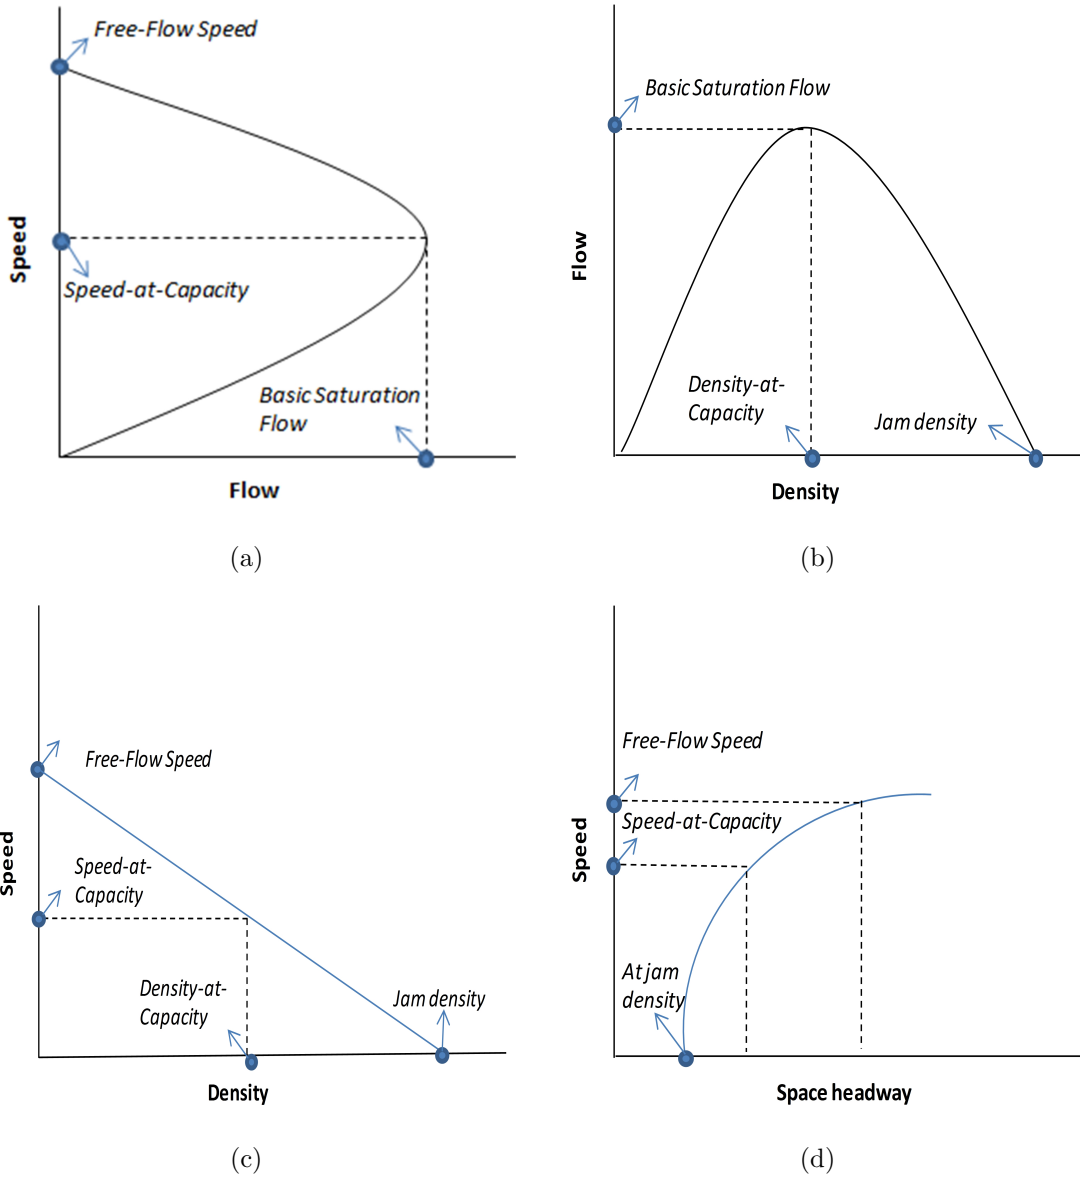 Free-Flow Speed
Speed
Speed-at-Capacity
Basic Saturation
Flow
Flow
(a)
Basic Saturation Flow
Flow
Density-at-
Capacity
Jam density
Density
(b)
Free-Flow Speed
Speed
Speed-at-
Capacity
Density-at-
Capacity
Jam density
Density
(c)
Free-Flow Speed
Speed
Speed-at-Capacity
At jam
density
Space headway
(d)